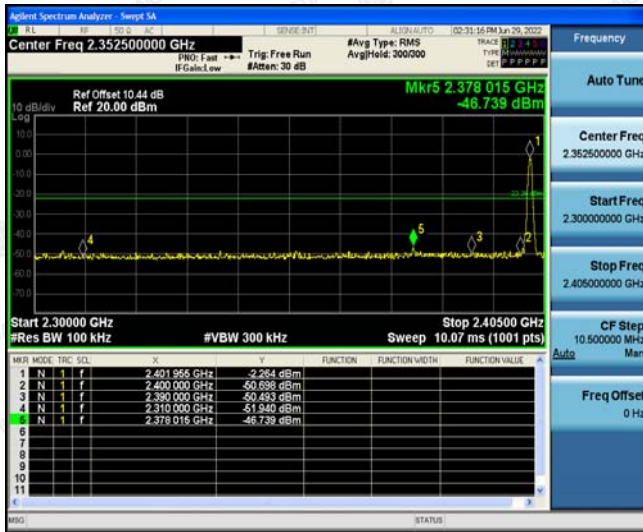 Agilent Spectrum Analyzer - Swept SA
RL RF 50 Ω AC SENSE:INT ALIGN AUTO 02:31:16 PM Jun 29, 2022
Center Freq 2.352500000 GHz
PNO: Fast
IFGain:Low
Trig: Free Run
#Atten: 30 dB
#Avg Type: RMS
Avg|Hold: 300/300
TRACE 1 2 3 4 5 6
TYPE
DET P P P P P P
Ref Offset 10.44 dB
Ref 20.00 dBm
Mkr5 2.378 015 GHz
-46.739 dBm
10 dB/div
Log
10.0
0.00
-10.0
-20.0
-30.0
-40.0
-50.0
-60.0
-70.0
1
4
5
3
2
Start 2.30000 GHz
Stop 2.40500 GHz
#Res BW 100 kHz
#VBW 300 kHz
Sweep 10.07 ms (1001 pts)
MKR MODE TRC SCL X Y FUNCTION FUNCTION WIDTH FUNCTION VALUE
1 N 1 f 2.401 955 GHz -2.264 dBm
2 N 1 f 2.400 000 GHz -50.698 dBm
3 N 1 f 2.390 000 GHz -50.493 dBm
4 N 1 f 2.310 000 GHz -51.940 dBm
5 N 1 f 2.378 015 GHz -46.739 dBm
6
7
8
9
10
11
MSG
STATUS
Frequency
Auto Tune
Center Freq
2.352500000 GHz
Start Freq
2.300000000 GHz
Stop Freq
2.405000000 GHz
CF Step
10.500000 MHz
Auto Man
Freq Offset
0 Hz